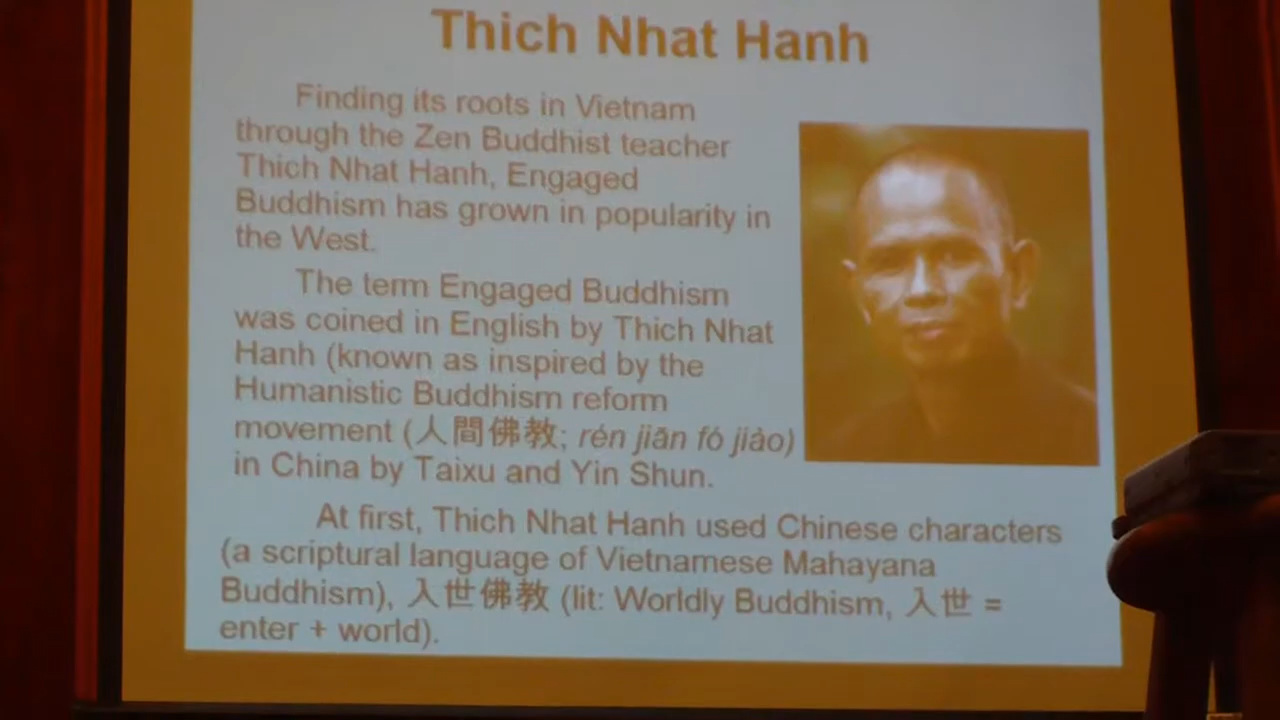 Thich Nhat Hanh
Finding its roots in Vietnam
through the Zen Buddhist teacher
Thich Nhat Hanh, Engaged
Buddhism has grown in popularity in
the West.
The term Engaged Buddhism
was coined in English by Thich Nhat
Hanh (known as inspired by the
Humanistic Buddhism reform
movement (人間佛教; rén jiān fó jiào)
in China by Taixu and Yin Shun.
At first, Thich Nhat Hanh used Chinese characters
(a scriptural language of Vietnamese Mahayana
Buddhism), 入世佛教 (lit: Worldly Buddhism, 入世 =
enter + world).